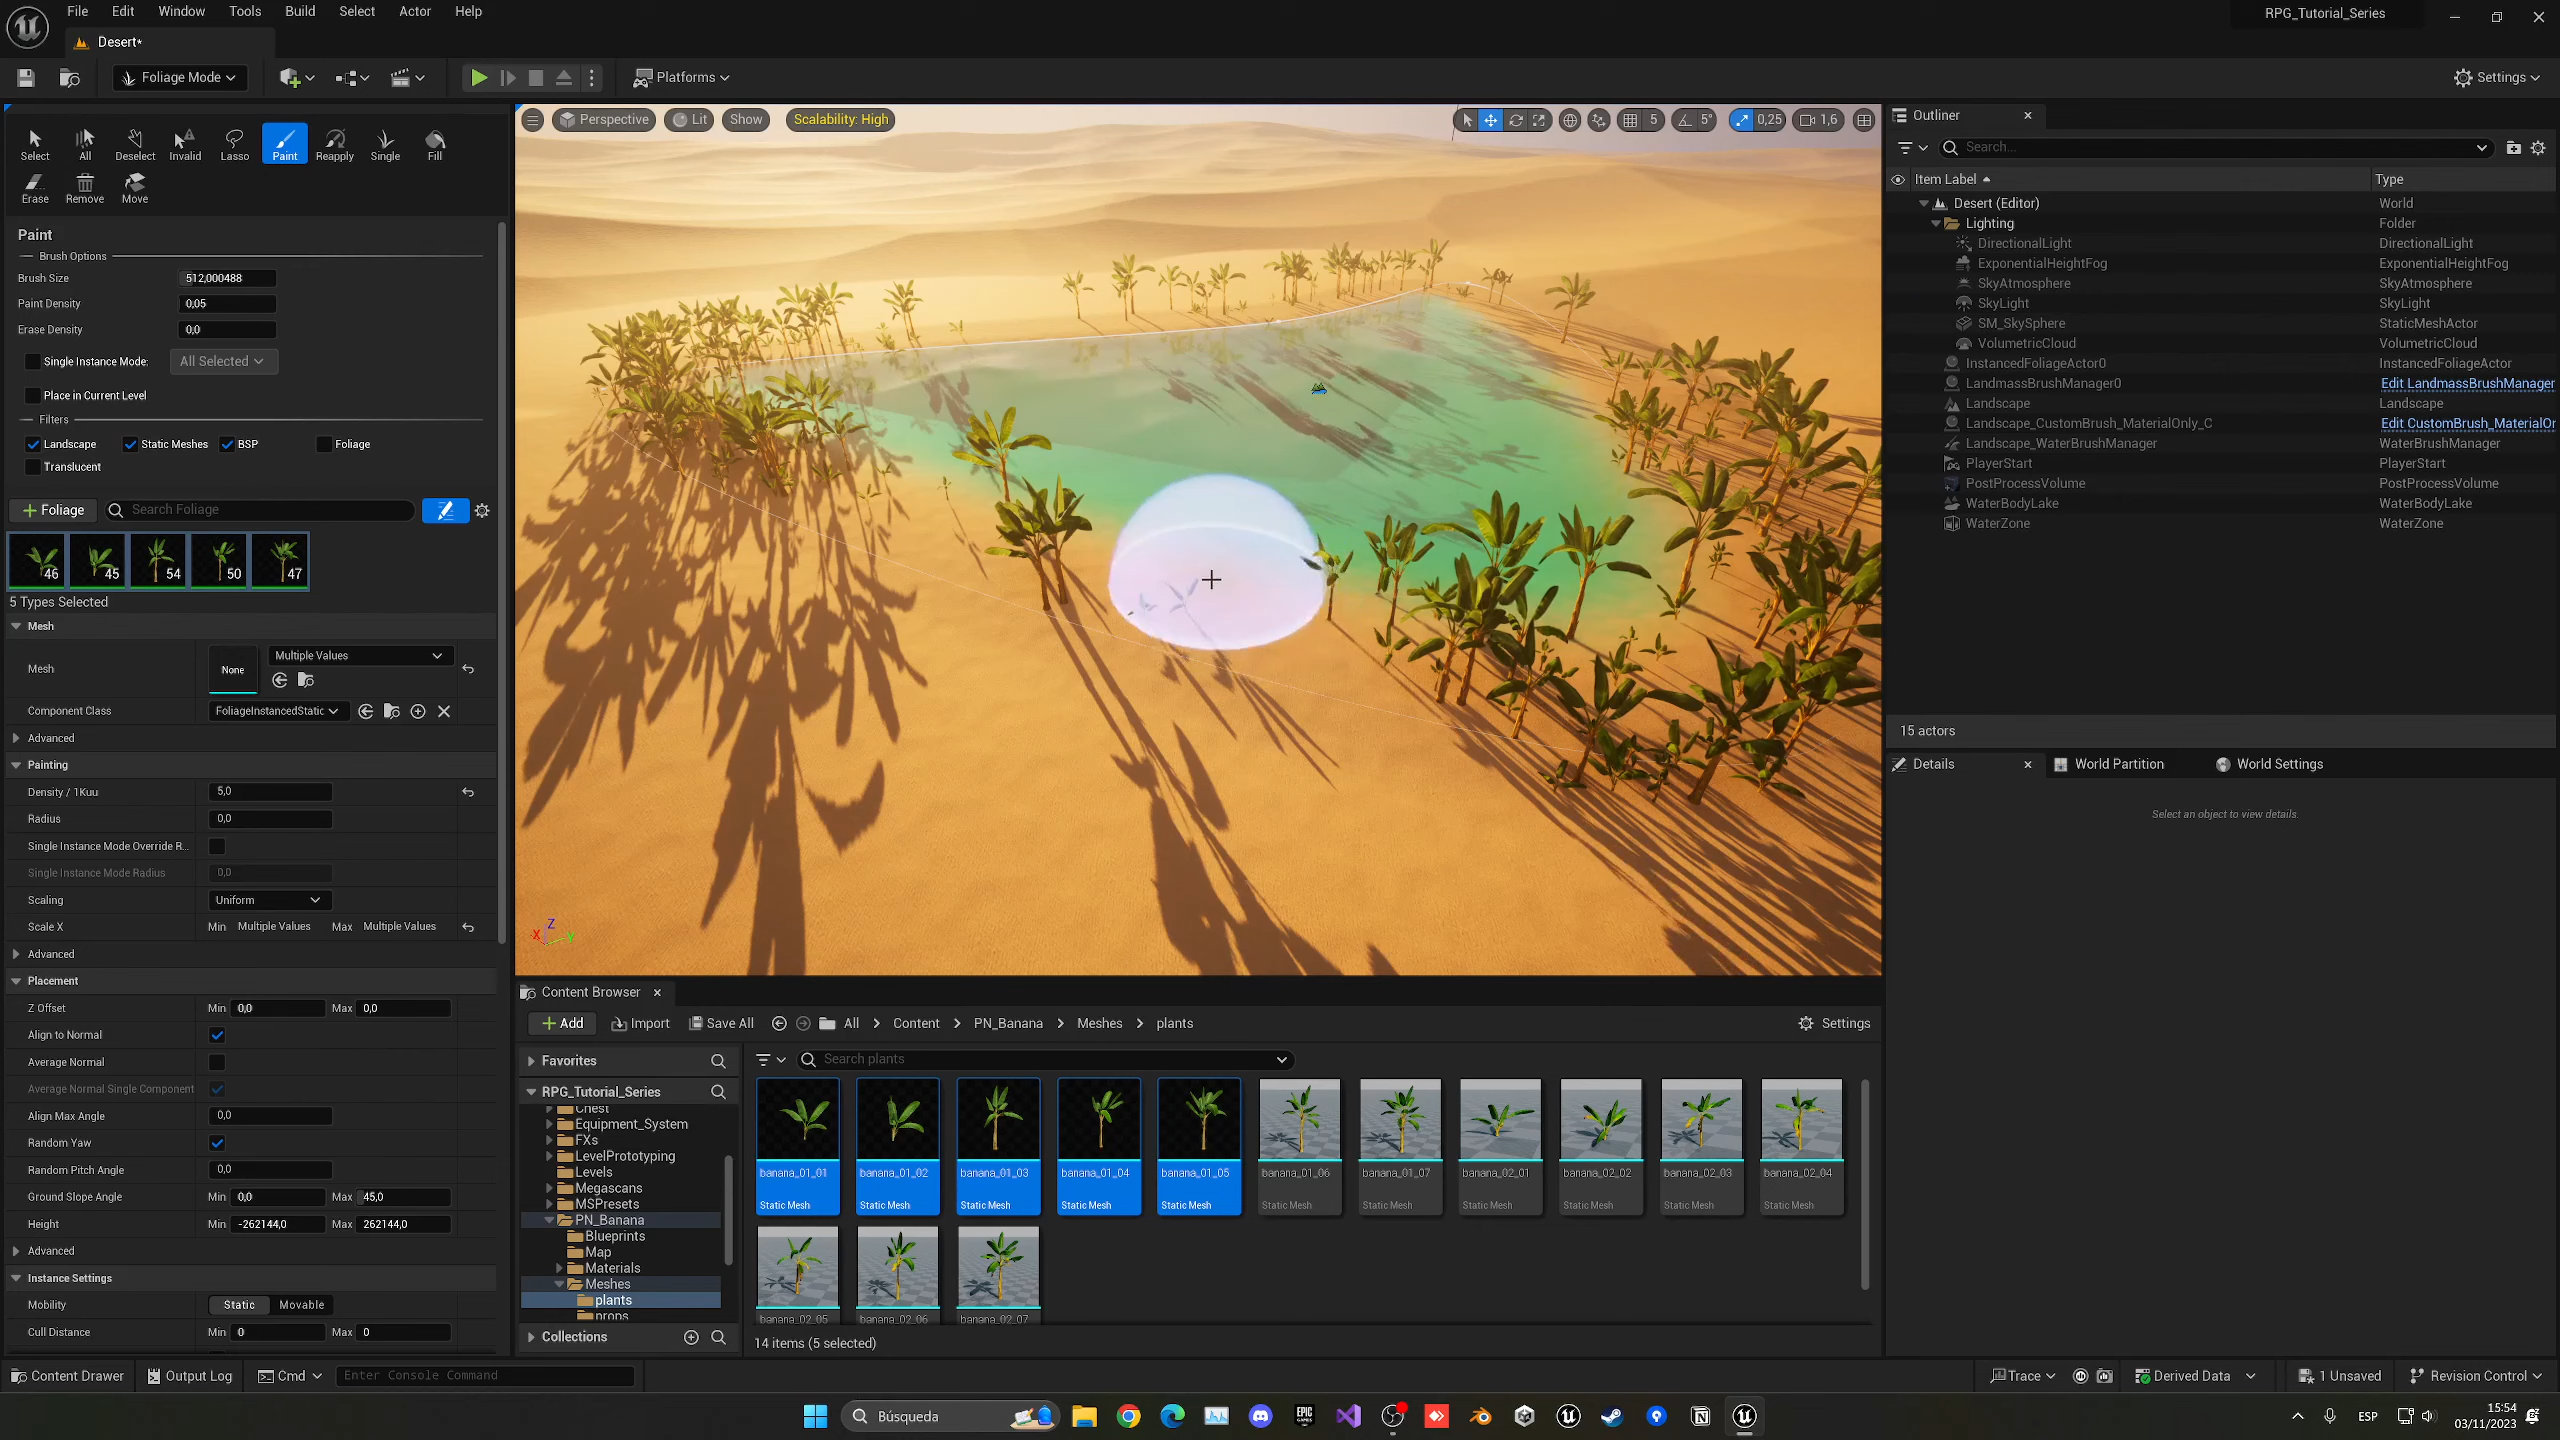 File Edit Window Tools Build Select Actor Help
RPG_Tutorial_Series
Desert*
Foliage Mode
Platforms
Settings
Select All Deselect Invalid Lasso Paint Reapply Single Fill
Erase Remove Move
Paint
Brush Options
Brush Size 512,000488
Paint Density 0,05
Erase Density 0,0
Single Instance Mode: All Selected
Place in Current Level
Filters
Landscape Static Meshes BSP Foliage
Translucent
Foliage Search Foliage
46 45 54 50 47
5 Types Selected
Mesh
Mesh None Multiple Values
Component Class FoliageInstancedStatic
Advanced
Painting
Density / 1Kuu 5,0
Radius 0,0
Single Instance Mode Override R...
Single Instance Mode Radius 0,0
Scaling Uniform
Scale X Min Multiple Values Max Multiple Values
Advanced
Placement
Z Offset Min 0,0 Max 0,0
Align to Normal
Average Normal
Average Normal Single Component
Align Max Angle 0,0
Random Yaw
Random Pitch Angle 0,0
Ground Slope Angle Min 0,0 Max 45,0
Height Min -262144,0 Max 262144,0
Advanced
Instance Settings
Mobility Static Movable
Cull Distance Min 0 Max 0
Perspective Lit Show Scalability: High
5 5° 0,25 1,6
Z
X Y
Outliner
Search...
Item Label Type
Desert (Editor) World
Lighting Folder
DirectionalLight DirectionalLight
ExponentialHeightFog ExponentialHeightFog
SkyAtmosphere SkyAtmosphere
SkyLight SkyLight
SM_SkySphere StaticMeshActor
VolumetricCloud VolumetricCloud
InstancedFoliageActor0 InstancedFoliageActor
LandmassBrushManager0 Edit LandmassBrushManager
Landscape Landscape
Landscape_CustomBrush_MaterialOnly_C Edit CustomBrush_MaterialOr
Landscape_WaterBrushManager WaterBrushManager
PlayerStart PlayerStart
PostProcessVolume PostProcessVolume
WaterBodyLake WaterBodyLake
WaterZone WaterZone
15 actors
Details World Partition World Settings
Select an object to view details.
Content Browser
Add Import Save All All Content PN_Banana Meshes plants Settings
Favorites
Search plants
RPG_Tutorial_Series
Chest
Equipment_System
FXs
LevelPrototyping
Levels
Megascans
MSPresets
PN_Banana
Blueprints
Map
Materials
Meshes
plants
props
Collections
banana_01_01 banana_01_02 banana_01_03 banana_01_04 banana_01_05 banana_01_06 banana_01_07 banana_02_01 banana_02_02 banana_02_03 banana_02_04
Static Mesh Static Mesh Static Mesh Static Mesh Static Mesh Static Mesh Static Mesh Static Mesh Static Mesh Static Mesh Static Mesh
banana_02_05 banana_02_06 banana_02_07
14 items (5 selected)
Content Drawer Output Log Cmd Enter Console Command
Trace Derived Data 1 Unsaved Revision Control
Búsqueda
EPIC GAMES
ESP
15:54
03/11/2023